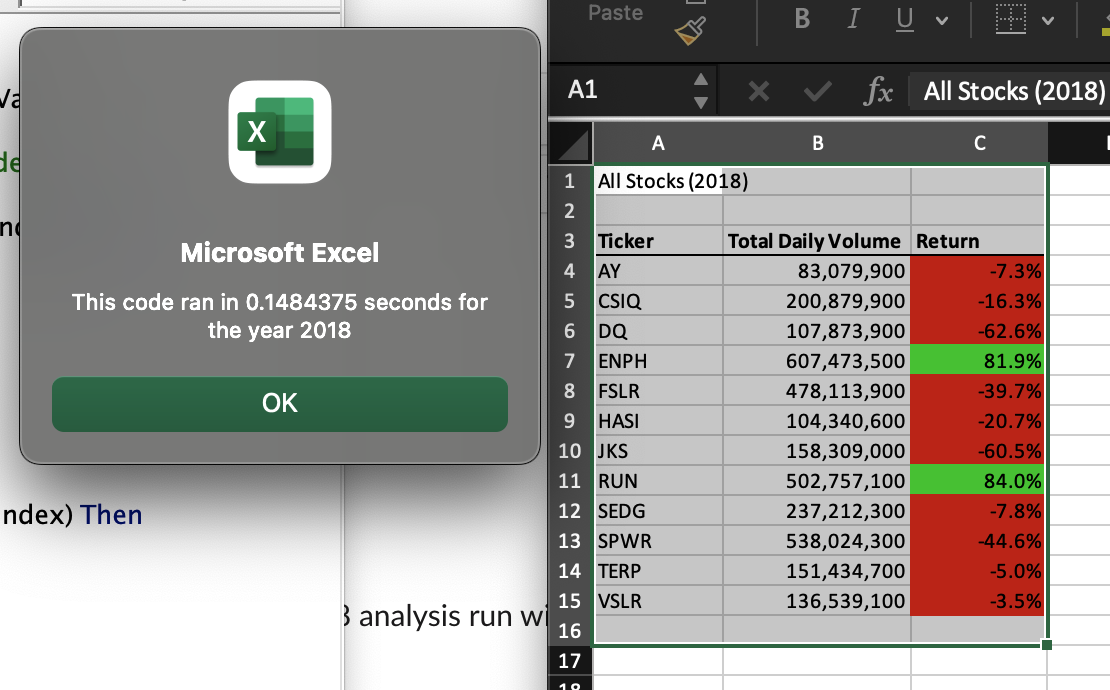 Microsoft Excel
This code ran in 0.1484375 seconds for
the year 2018
OK
ndex) Then
analysis run
Paste
B I U
A1
fx
All Stocks (2018)
A B C
1 All Stocks (2018)
2
3 Ticker Total Daily Volume Return
4 AY 83,079,900 -7.3%
5 CSIQ 200,879,900 -16.3%
6 DQ 107,873,900 -62.6%
7 ENPH 607,473,500 81.9%
8 FSLR 478,113,900 -39.7%
9 HASI 104,340,600 -20.7%
10 JKS 158,309,000 -60.5%
11 RUN 502,757,100 84.0%
12 SEDG 237,212,300 -7.8%
13 SPWR 538,024,300 -44.6%
14 TERP 151,434,700 -5.0%
15 VSLR 136,539,100 -3.5%
16
17
18